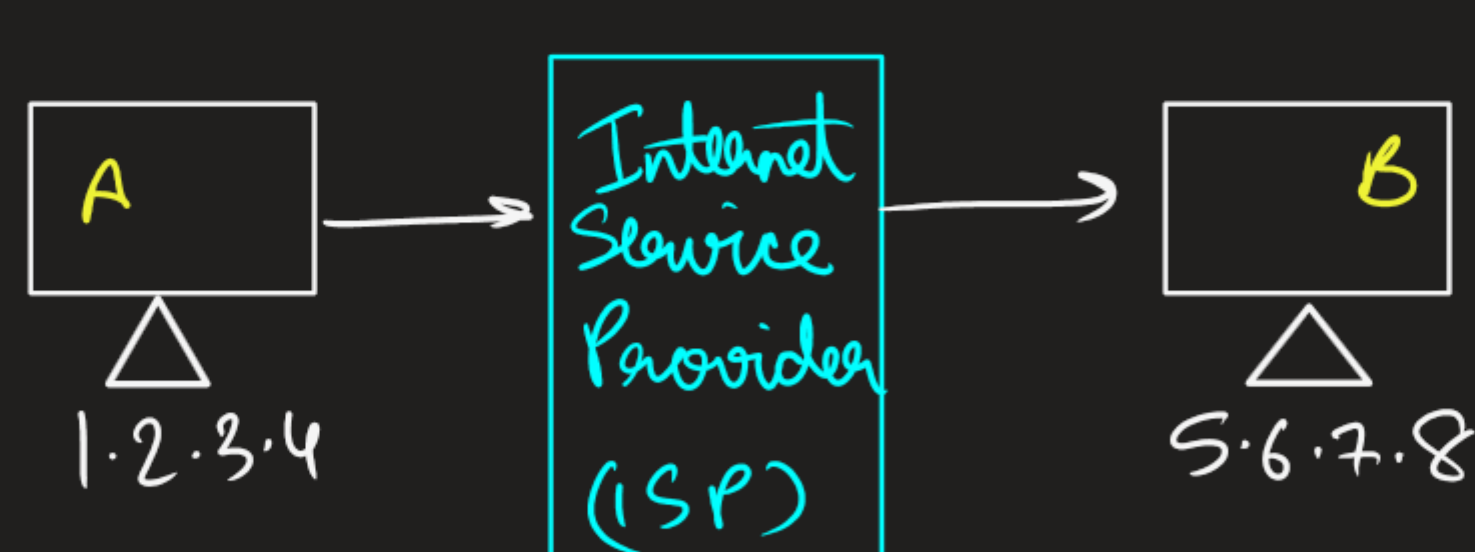 A
B
Internet
Service
Provider
(ISP)
1.2.3.4
5.6.7.8